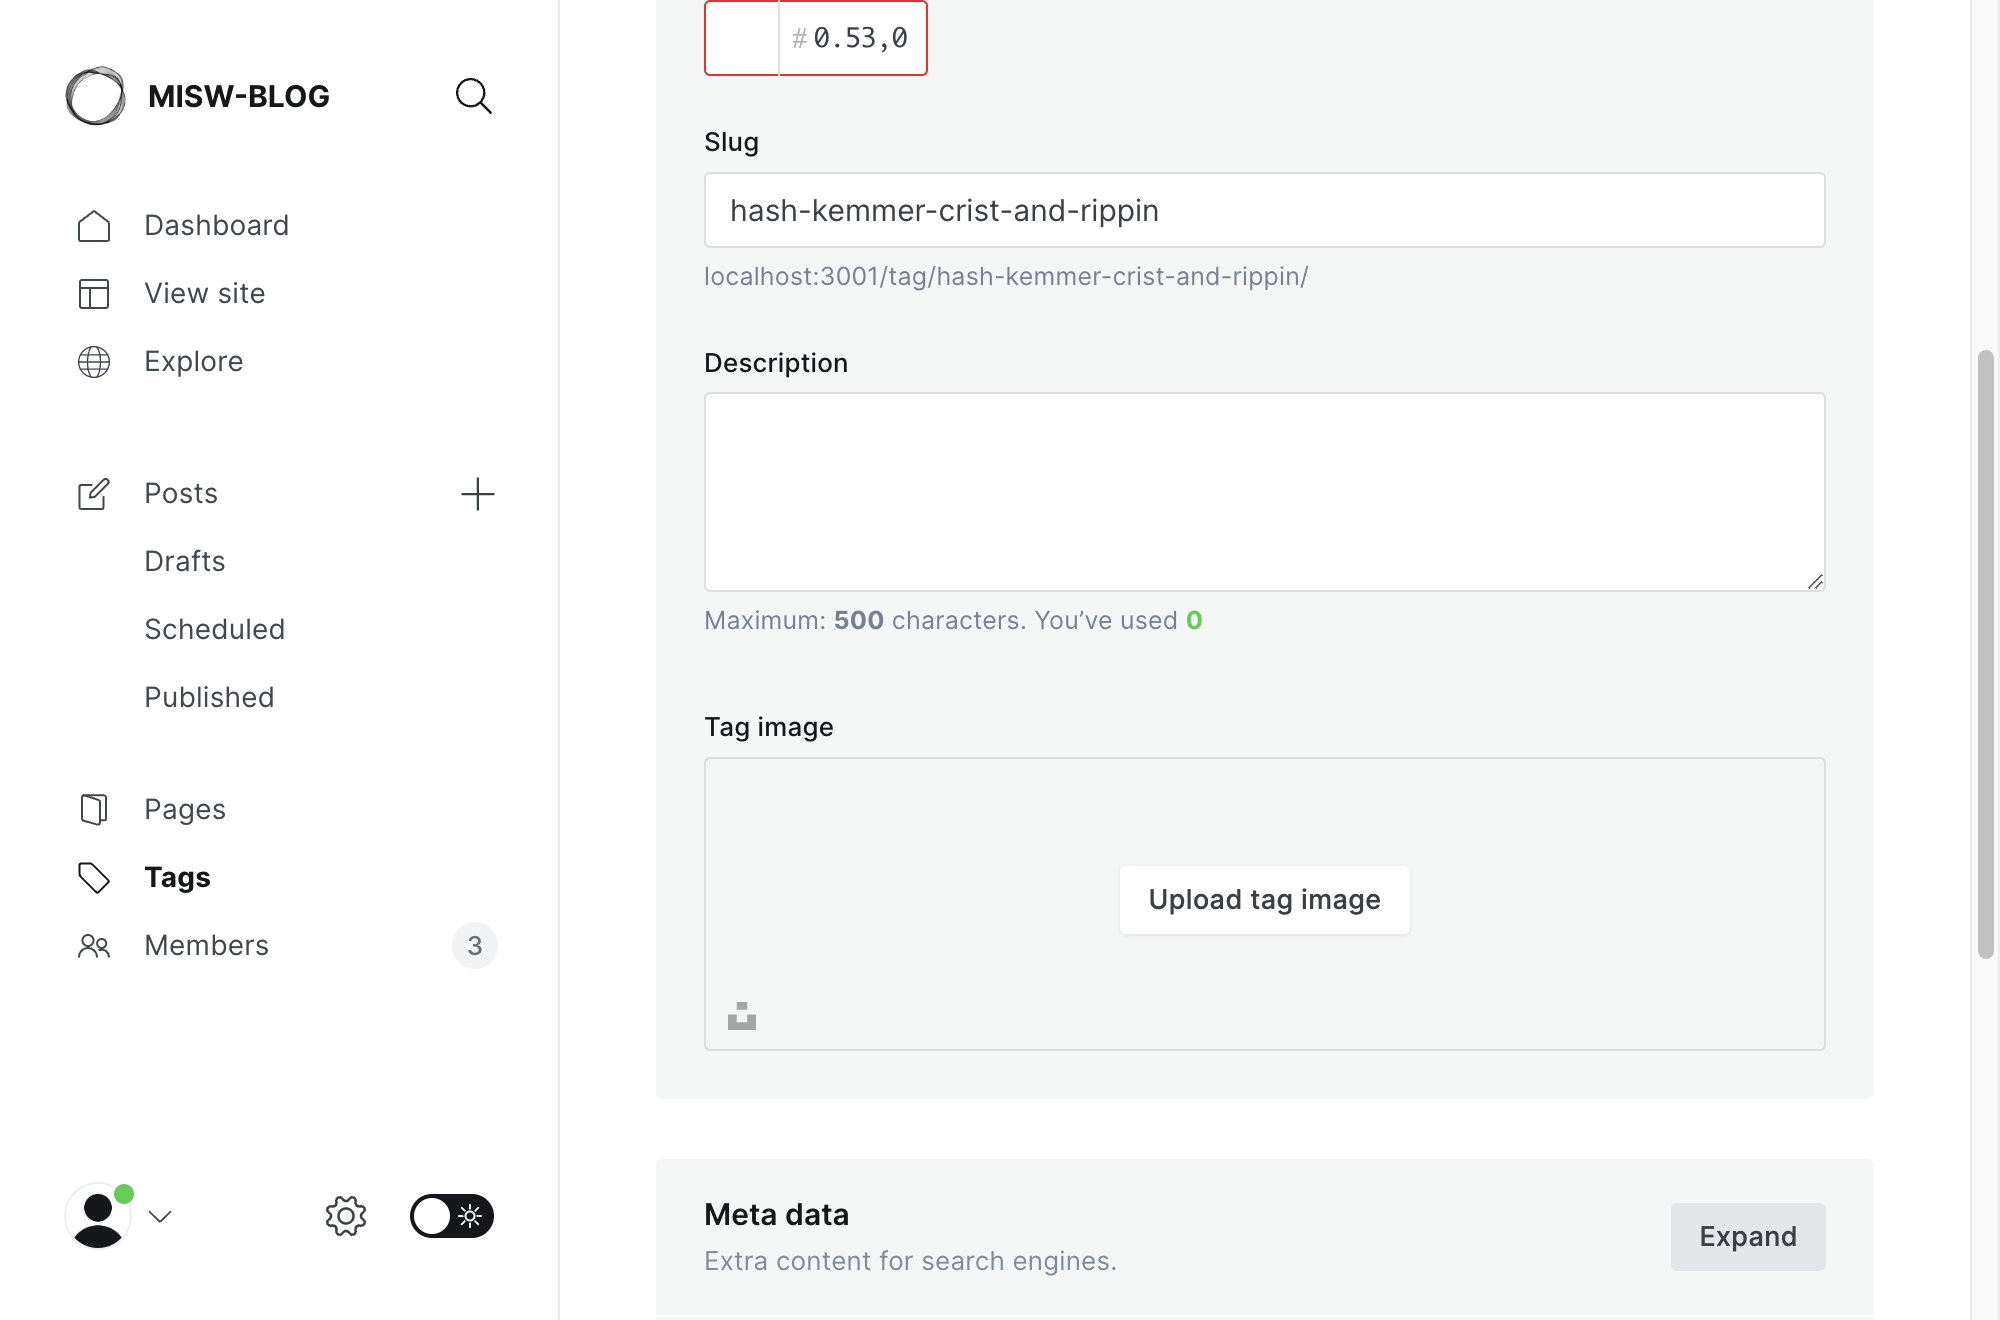 MISW-BLOG
Dashboard
View site
Explore
Posts
Drafts
Scheduled
Published
Pages
Tags
Members 3
#0.53,0
Slug
hash-kemmer-crist-and-rippin
localhost:3001/tag/hash-kemmer-crist-and-rippin/
Description
Maximum: 500 characters. You’ve used 0
Tag image
Upload tag image
Meta data
Extra content for search engines.
Expand